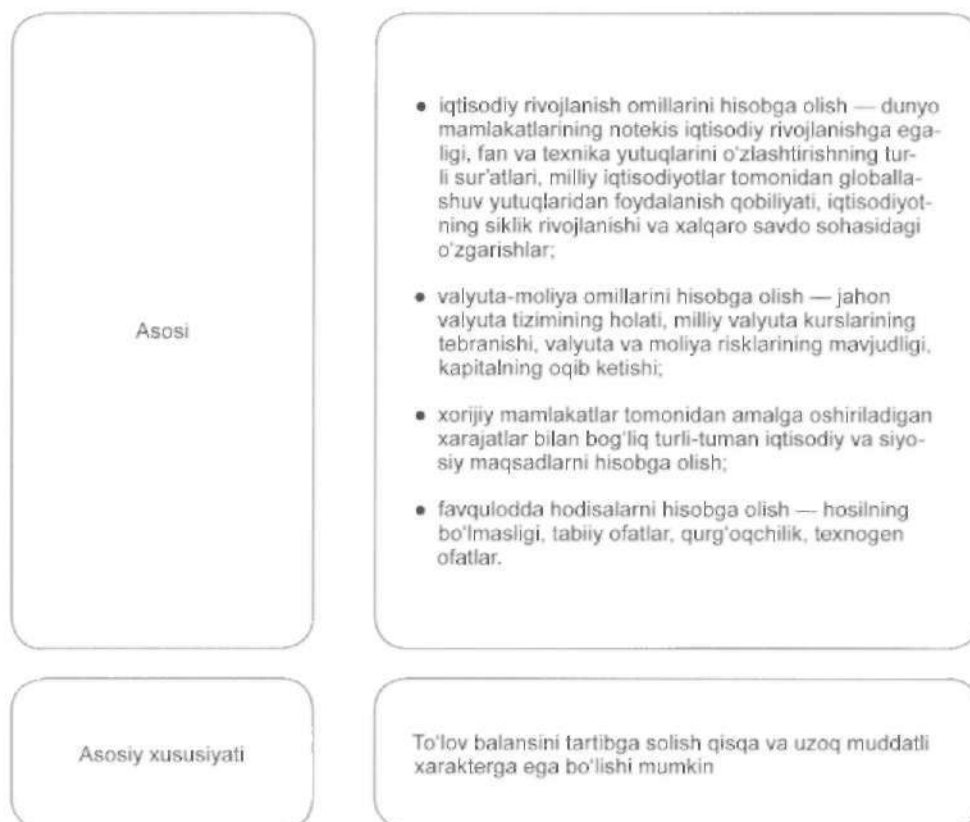 Asosi
● iqtisodiy rivojlanish omillarini hisobga olish — dunyo
mamlakatlarining notekis iqtisodiy rivojlanishga ega-
ligi, fan va texnika yutuqlarini o‘zlashtirishning tur-
li sur’atlari, milliy iqtisodiyotlar tomonidan globalla-
shuv yutuqlaridan foydalanish qobiliyati, iqtisodiyot-
ning siklik rivojlanishi va xalqaro savdo sohasidagi
o‘zgarishlar;
● valyuta-moliya omillarini hisobga olish — jahon
valyuta tizimining holati, milliy valyuta kurslarining
tebranishi, valyuta va moliya risklarining mavjudligi,
kapitalning oqib ketishi;
● xorijiy mamlakatlar tomonidan amalga oshiriladigan
xarajatlar bilan bog‘liq turli-tuman iqtisodiy va siyo-
siy maqsadlarni hisobga olish;
● favqulodda hodisalarni hisobga olish — hosilning
bo‘lmasligi, tabiiy ofatlar, qurg‘oqchilik, texnogen
ofatlar.
Asosiy xususiyati
To‘lov balansini tartibga solish qisqa va uzoq muddatli
xarakterga ega bo‘lishi mumkin